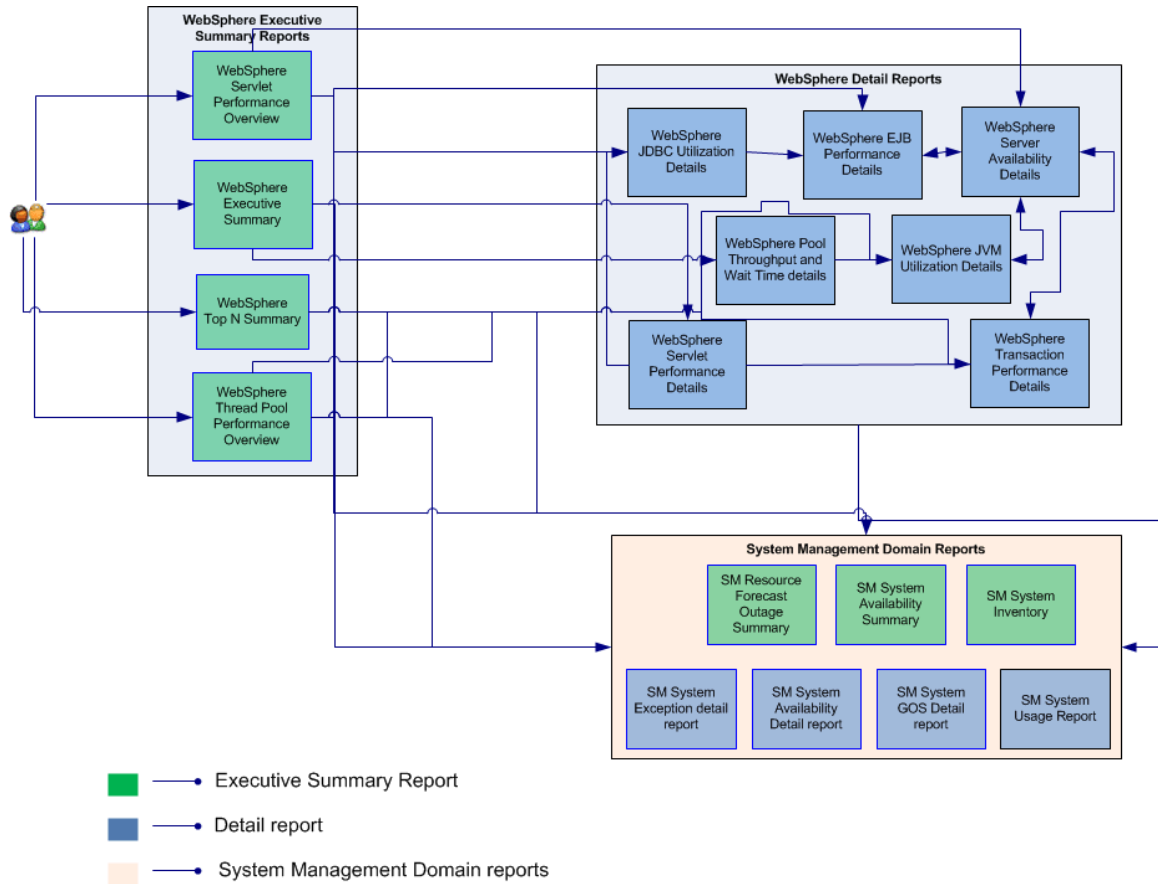 WebSphere Executive
Summary Reports
WebSphere
Servlet
Performance
Overview
WebSphere
Executive
Summary
WebSphere
Top N Summary
WebSphere
Thread Pool
Performance
Overview
WebSphere Detail Reports
WebSphere
JDBC Utilization
Details
WebSphere EJB
Performance
Details
WebSphere
Server
Availability
Details
WebSphere Pool
Throughput and
Wait Time details
WebSphere JVM
Utilization Details
WebSphere
Servlet
Performance
Details
WebSphere
Transaction
Performance
Details
System Management Domain Reports
SM Resource
Forecast
Outage
Summary
SM System
Availability
Summary
SM System
Inventory
SM System
Exception detail
report
SM System
Availability
Detail report
SM System
GOS Detail
report
SM System
Usage Report
Executive Summary Report
Detail report
System Management Domain reports